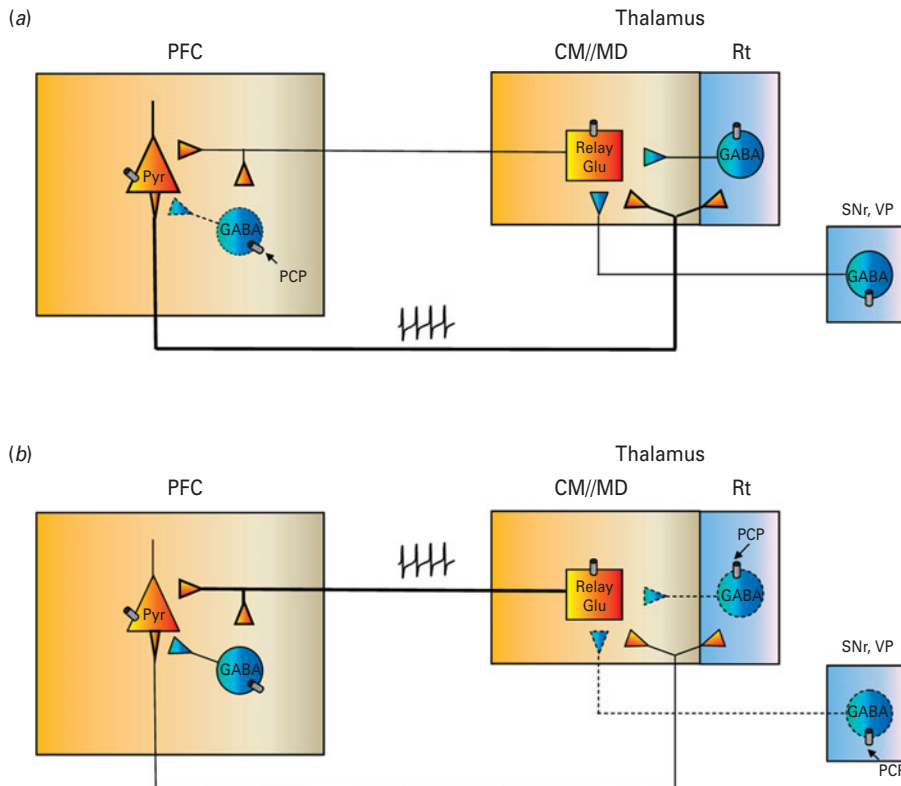 (a)
Thalamus
PFC
CM//MD
Rt
Relay
Glu
GABA
Pyr
GABA
PCP
SNr, VP
GABA
(b)
Thalamus
PFC
CM//MD
Rt
PCP
Relay
Glu
GABA
Pyr
GABA
SNr, VP
GABA
PCP